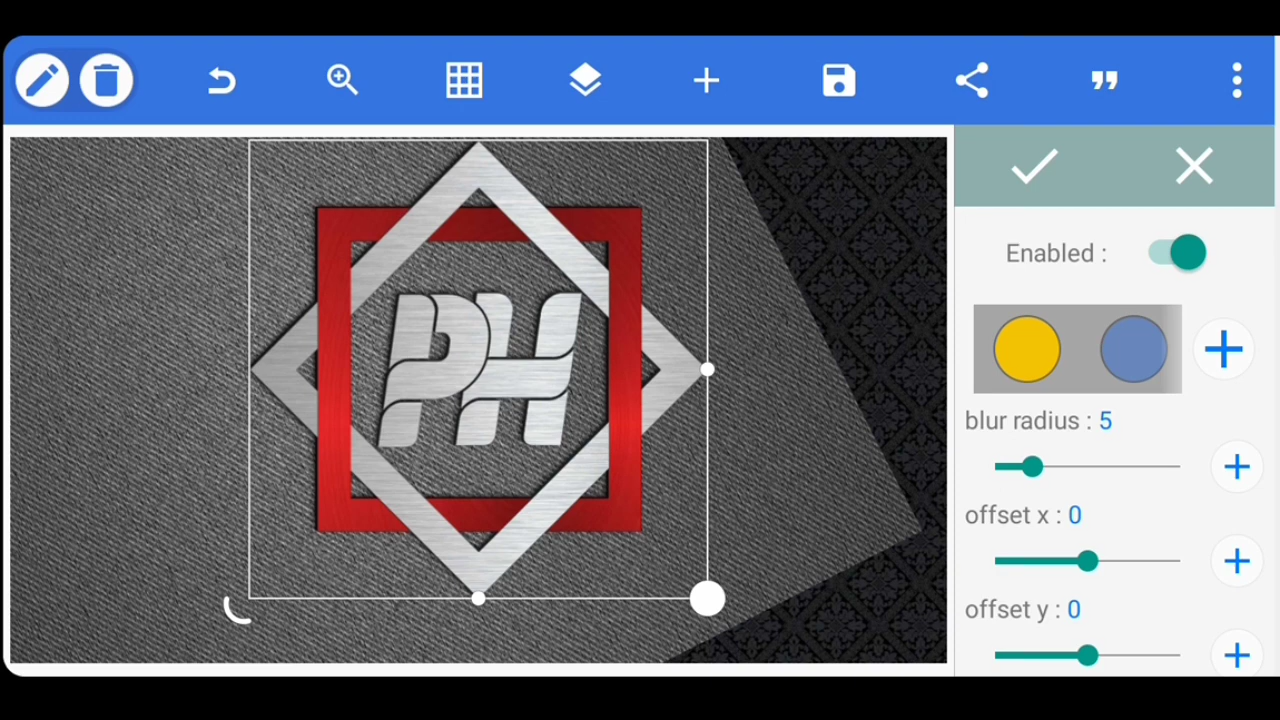 PH
Enabled :
blur radius : 5
offset x : 0
offset y : 0